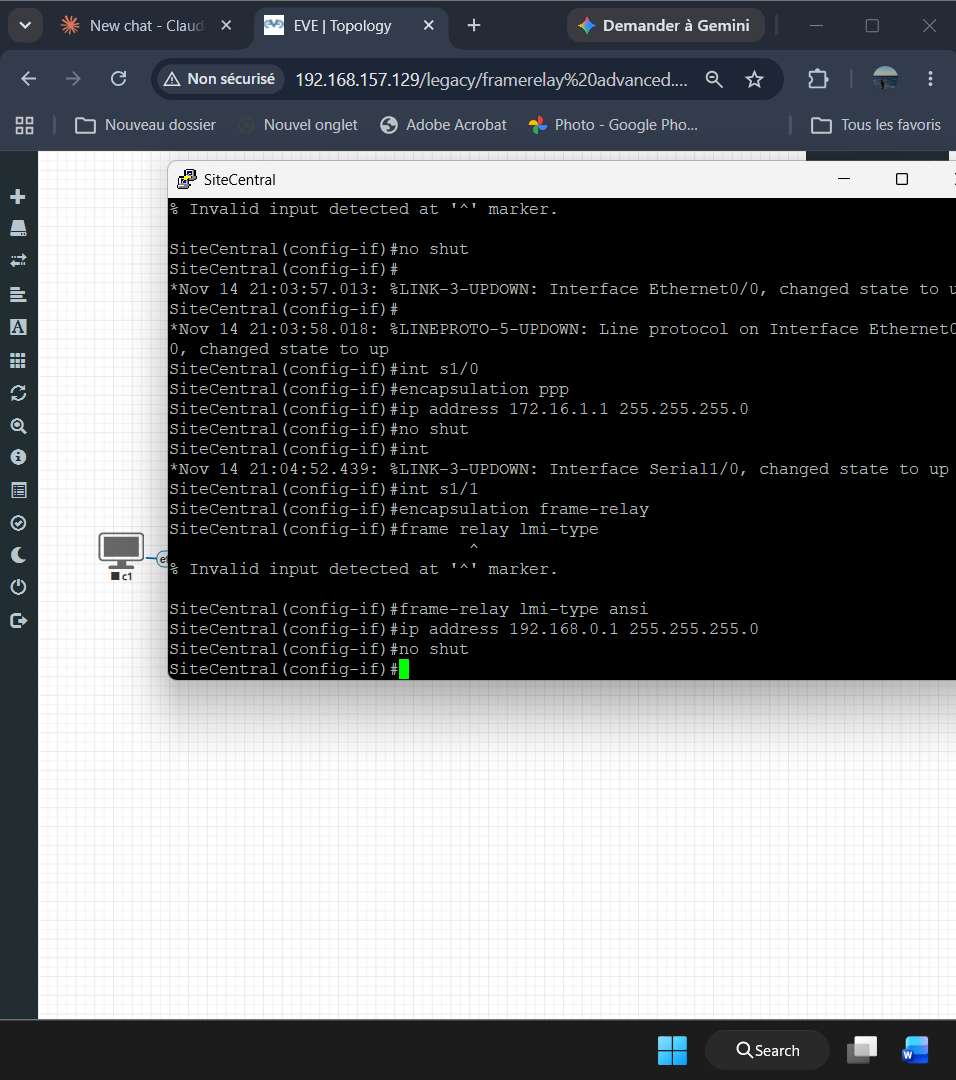 New chat - Claud
EVE | Topology
Demander à Gemini
Non sécurisé
192.168.157.129/legacy/framerelay%20advanced....
Nouveau dossier
Nouvel onglet
Adobe Acrobat
Photo - Google Pho...
Tous les favoris
SiteCentral
% Invalid input detected at '^' marker.
SiteCentral(config-if)#no shut
SiteCentral(config-if)#
*Nov 14 21:03:57.013: %LINK-3-UPDOWN: Interface Ethernet0/0, changed state to u
SiteCentral(config-if)#
*Nov 14 21:03:58.018: %LINEPROTO-5-UPDOWN: Line protocol on Interface Ethernet0
0, changed state to up
SiteCentral(config-if)#int s1/0
SiteCentral(config-if)#encapsulation ppp
SiteCentral(config-if)#ip address 172.16.1.1 255.255.255.0
SiteCentral(config-if)#no shut
SiteCentral(config-if)#int
*Nov 14 21:04:52.439: %LINK-3-UPDOWN: Interface Serial1/0, changed state to up
SiteCentral(config-if)#int s1/1
SiteCentral(config-if)#encapsulation frame-relay
SiteCentral(config-if)#frame relay lmi-type
^
% Invalid input detected at '^' marker.
SiteCentral(config-if)#frame-relay lmi-type ansi
SiteCentral(config-if)#ip address 192.168.0.1 255.255.255.0
SiteCentral(config-if)#no shut
SiteCentral(config-if)#
et
c1
Search